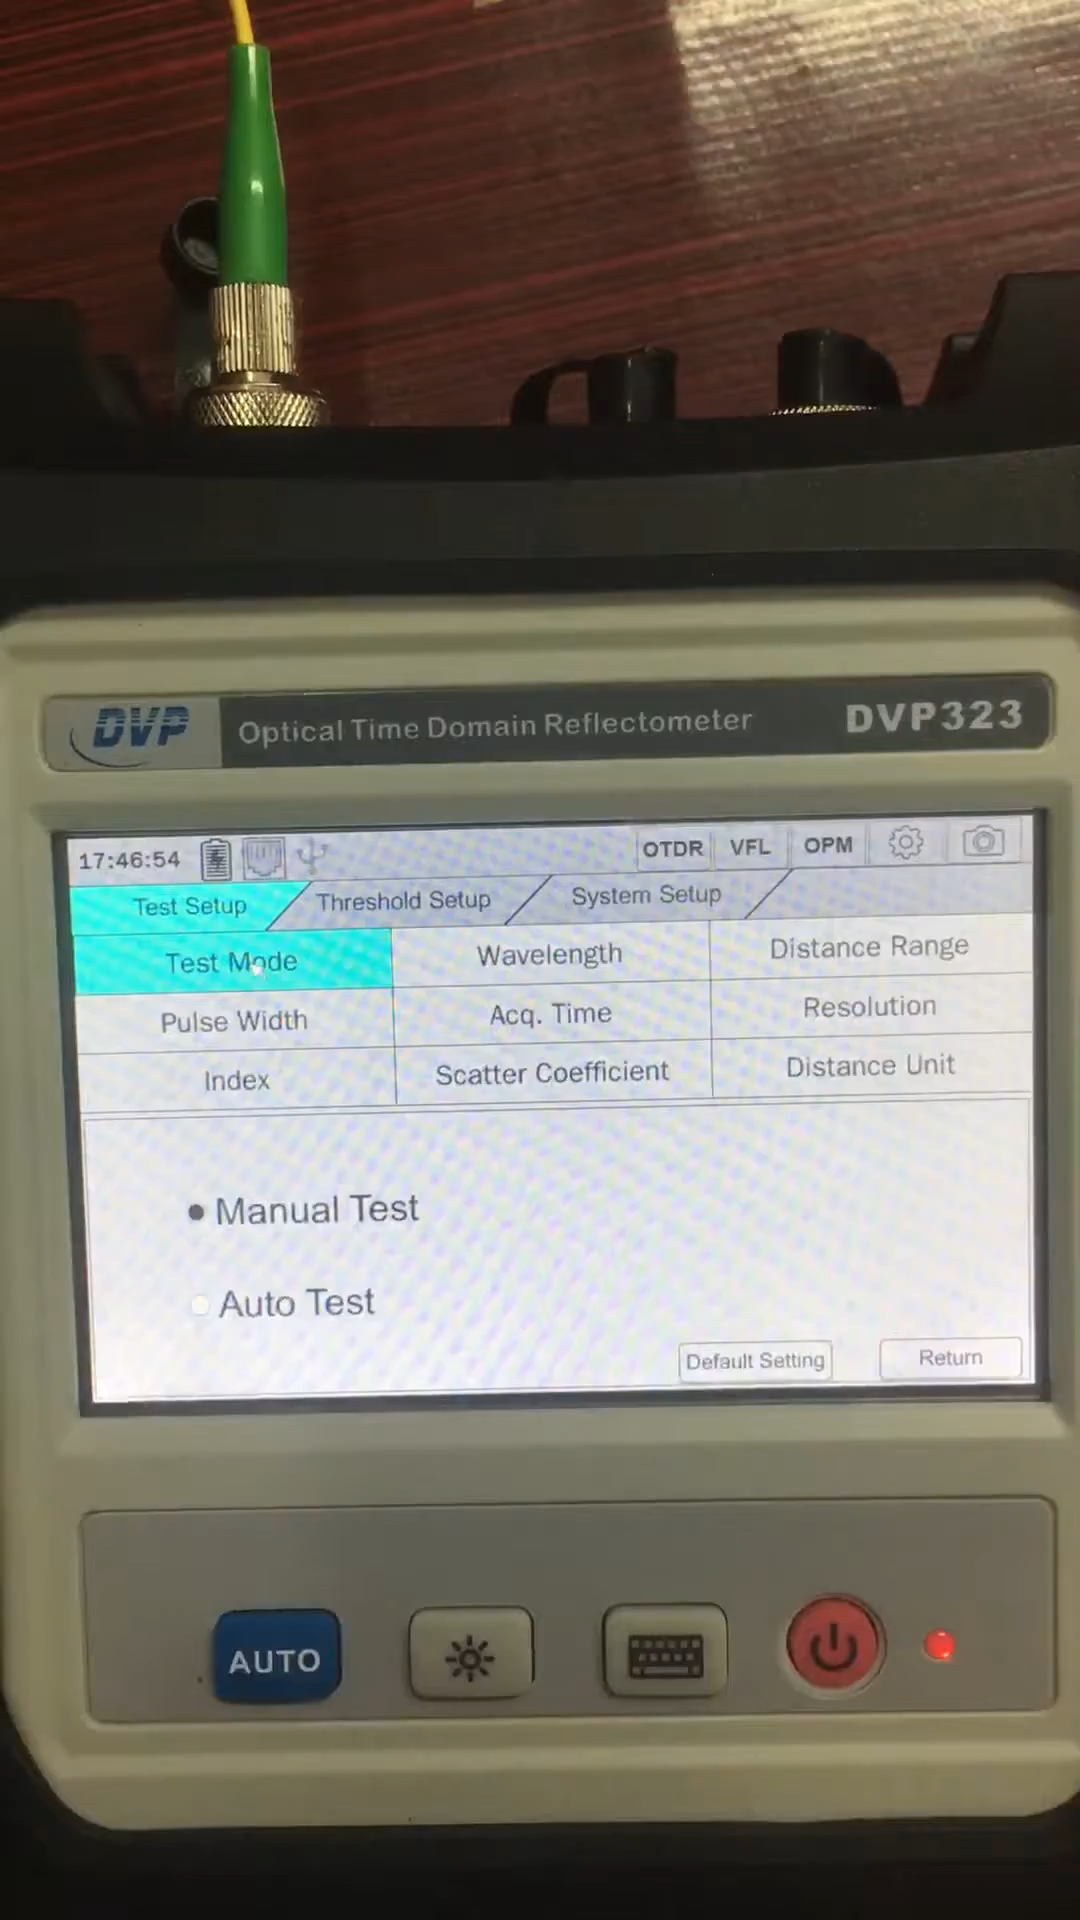 DVP Optical Time Domain Reflectometer DVP323
17:46:54 OTDR VFL OPM
Test Setup Threshold Setup System Setup
Test Mode Wavelength Distance Range
Pulse Width Acq. Time Resolution
Index Scatter Coefficient Distance Unit
Manual Test
Auto Test
Default Setting Return
AUTO